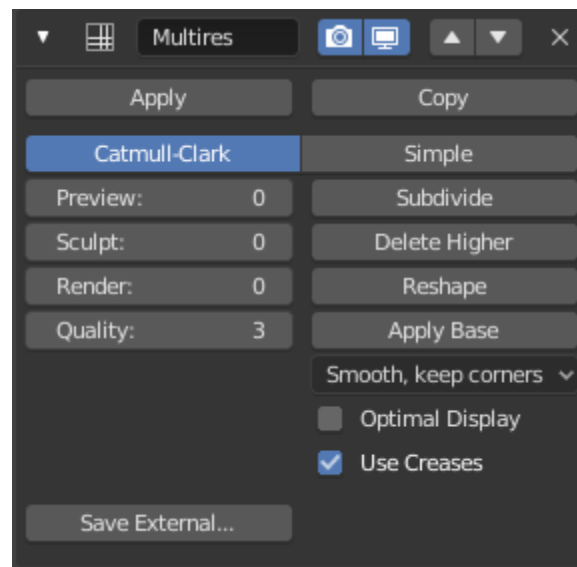 Multires
Apply Copy
Catmull-Clark Simple
Preview: 0 Subdivide
Sculpt: 0 Delete Higher
Render: 0 Reshape
Quality: 3 Apply Base
Smooth, keep corners
Optimal Display
Use Creases
Save External...